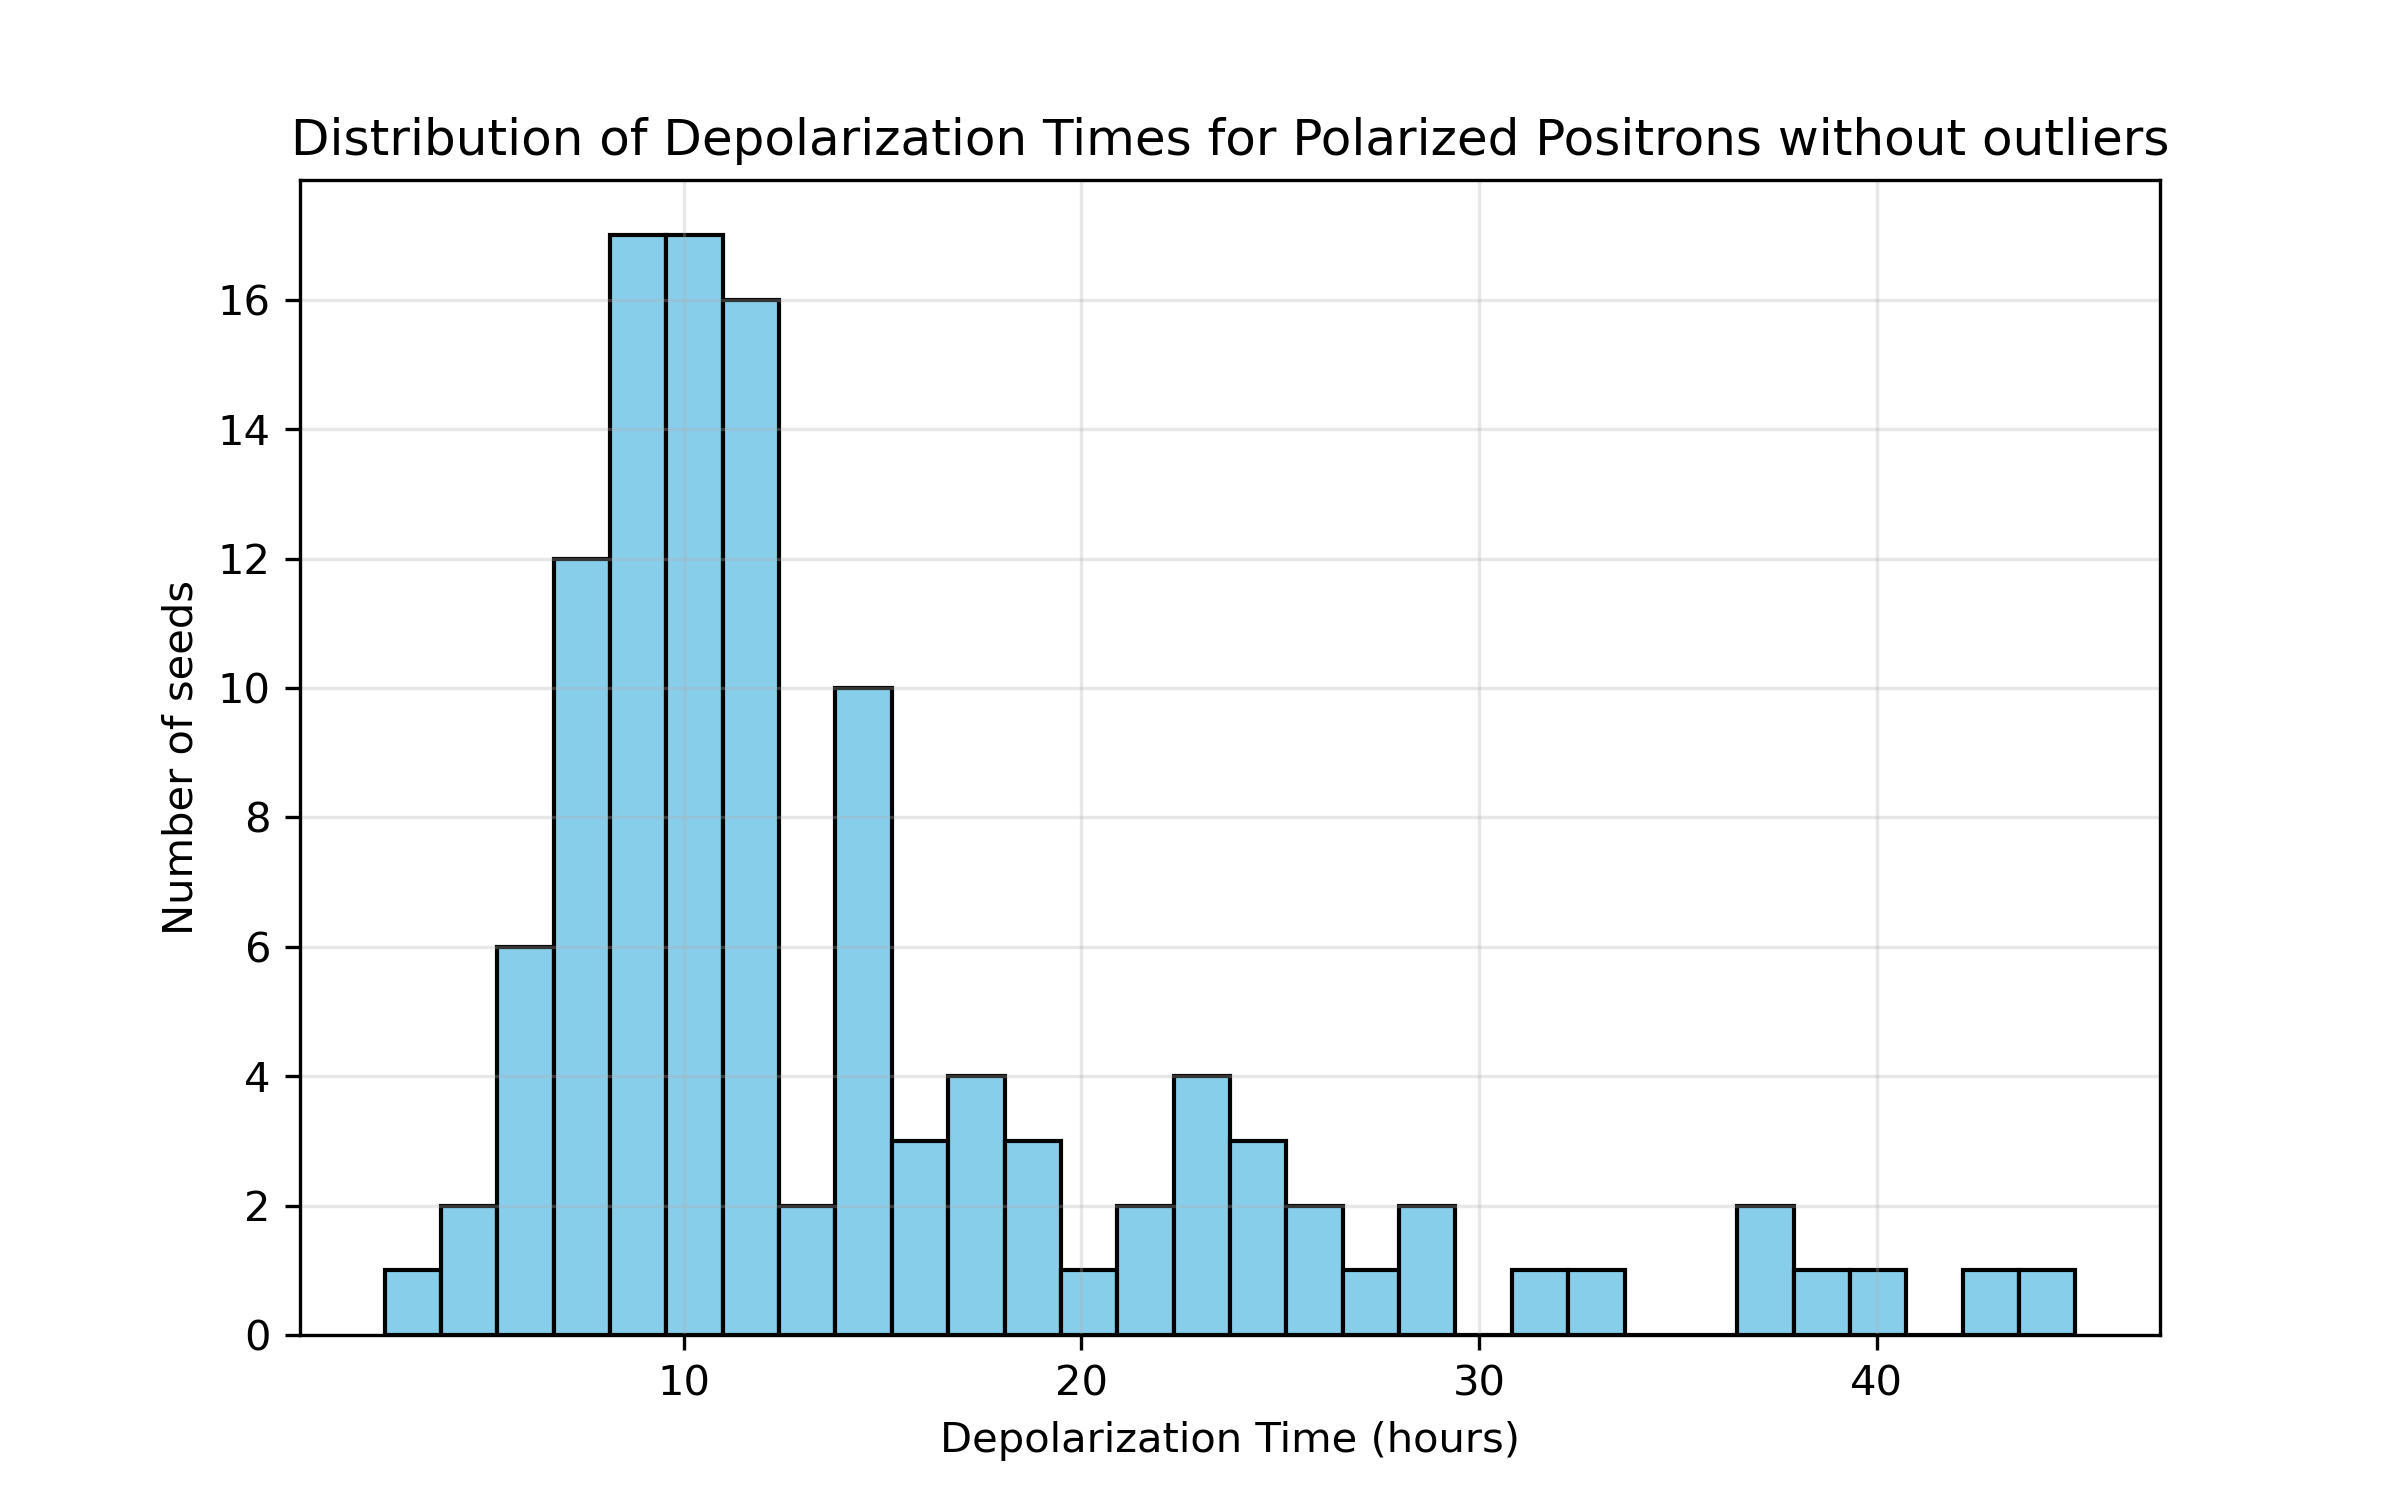 Distribution of Depolarization Times for Polarized Positrons without outliers
Number of seeds
16
14
12
10
8
6
4
2
0
10 20 30 40
Depolarization Time (hours)